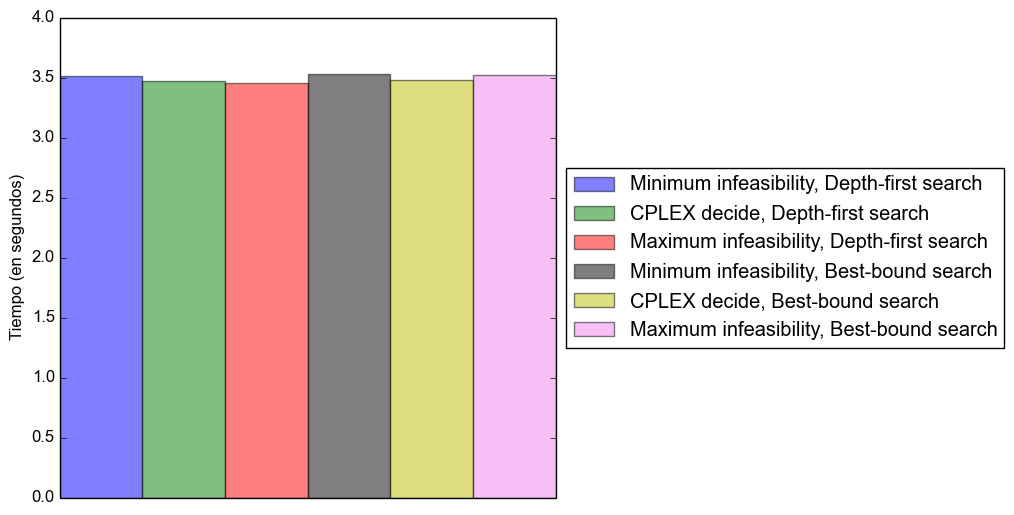 4.0
3.5
3.0
2.5
2.0
1.5
1.0
0.5
0.0
Tiempo (en segundos)
Minimum infeasibility, Depth-first search
CPLEX decide, Depth-first search
Maximum infeasibility, Depth-first search
Minimum infeasibility, Best-bound search
CPLEX decide, Best-bound search
Maximum infeasibility, Best-bound search